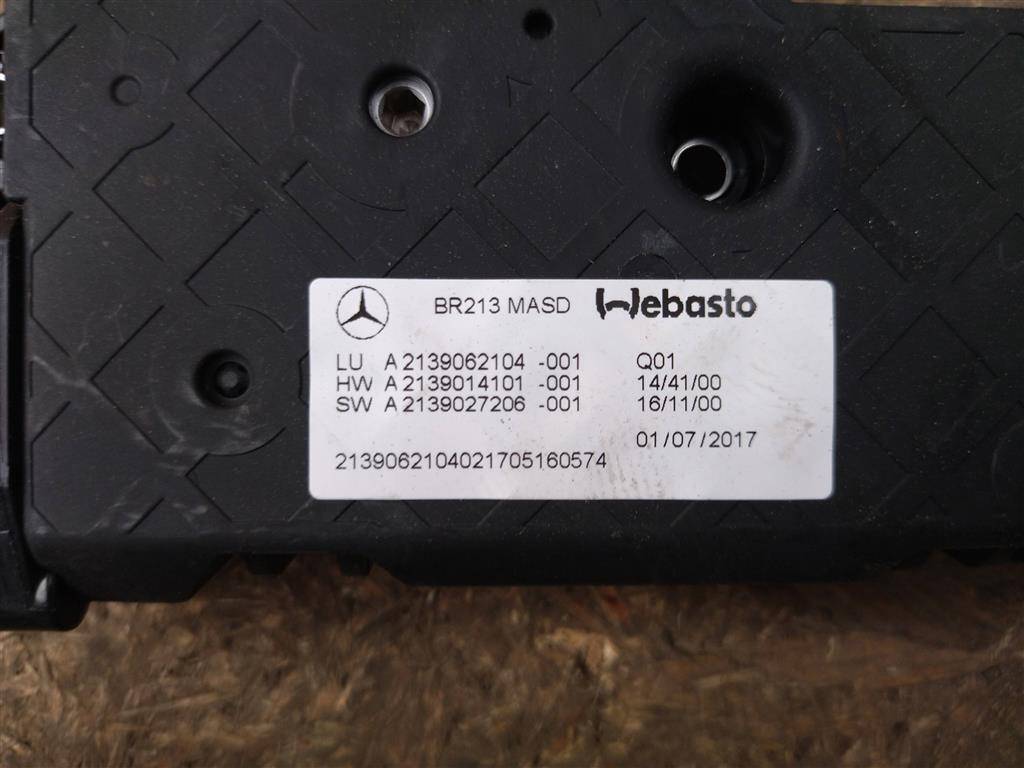 BR213 MASD Webasto
LU A 2139062104 -001 Q01
HW A 2139014101 -001 14/41/00
SW A 2139027206 -001 16/11/00
01/07/2017
2139062104021705160574